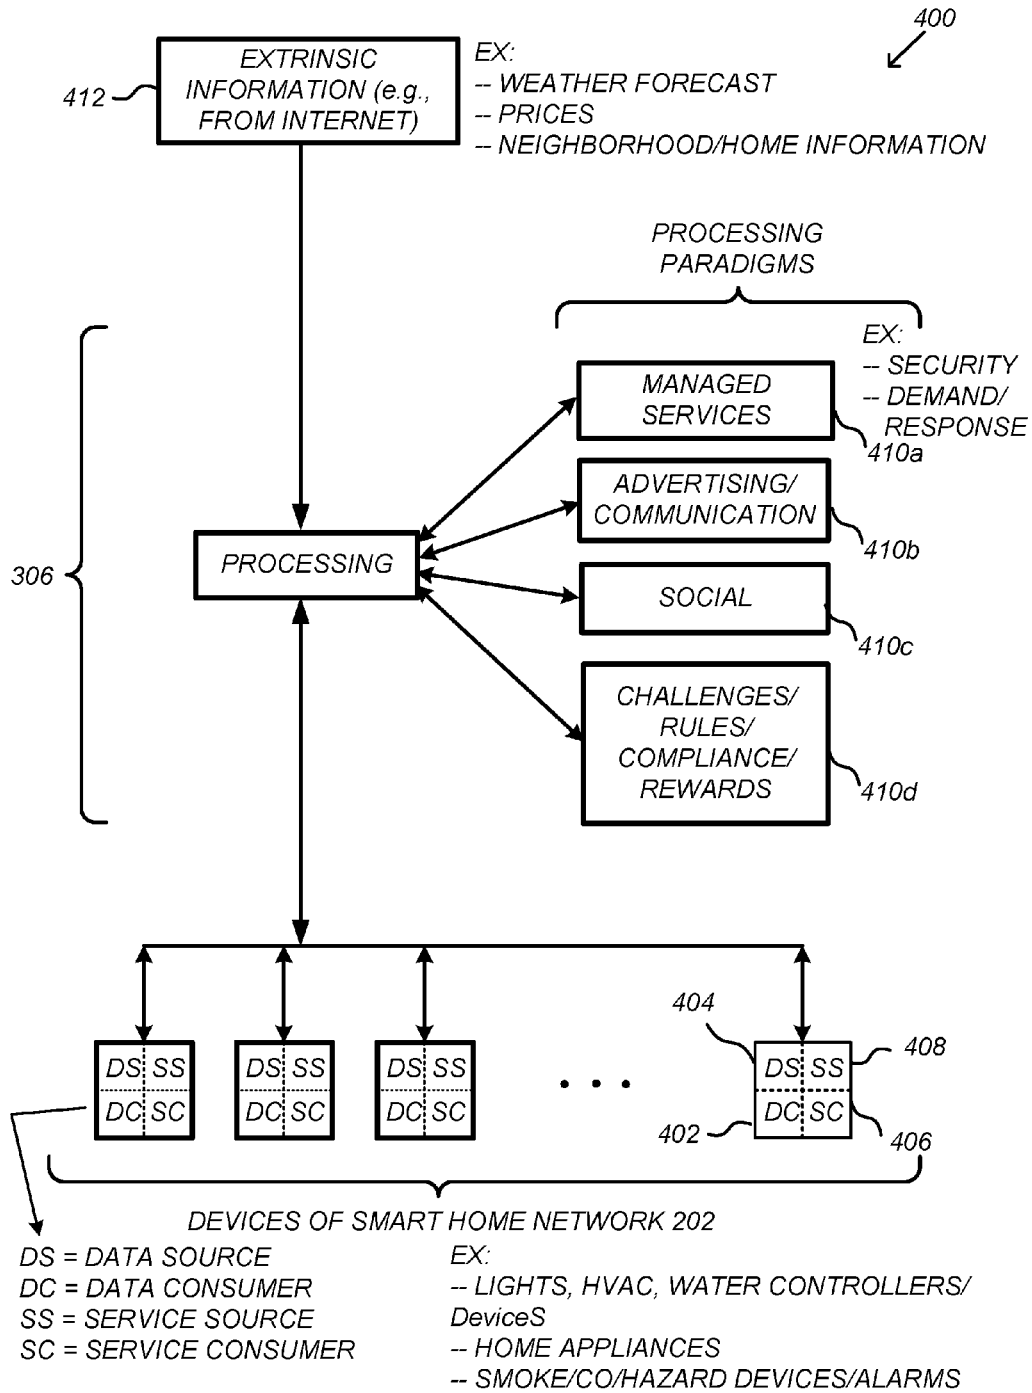 400
EXTRINSIC
INFORMATION (e.g.,
FROM INTERNET)
412
EX:
-- WEATHER FORECAST
-- PRICES
-- NEIGHBORHOOD/HOME INFORMATION
PROCESSING
PARADIGMS
EX:
-- SECURITY
-- DEMAND/
RESPONSE
MANAGED
SERVICES
410a
ADVERTISING/
COMMUNICATION
410b
306
PROCESSING
SOCIAL
410c
CHALLENGES/
RULES/
COMPLIANCE/
REWARDS
410d
404
408
DS SS
DC SC
DS SS
DC SC
DS SS
DC SC
• • •
DS SS
DC SC
402
406
DEVICES OF SMART HOME NETWORK 202
DS = DATA SOURCE
DC = DATA CONSUMER
SS = SERVICE SOURCE
SC = SERVICE CONSUMER
EX:
-- LIGHTS, HVAC, WATER CONTROLLERS/
DeviceS
-- HOME APPLIANCES
-- SMOKE/CO/HAZARD DEVICES/ALARMS